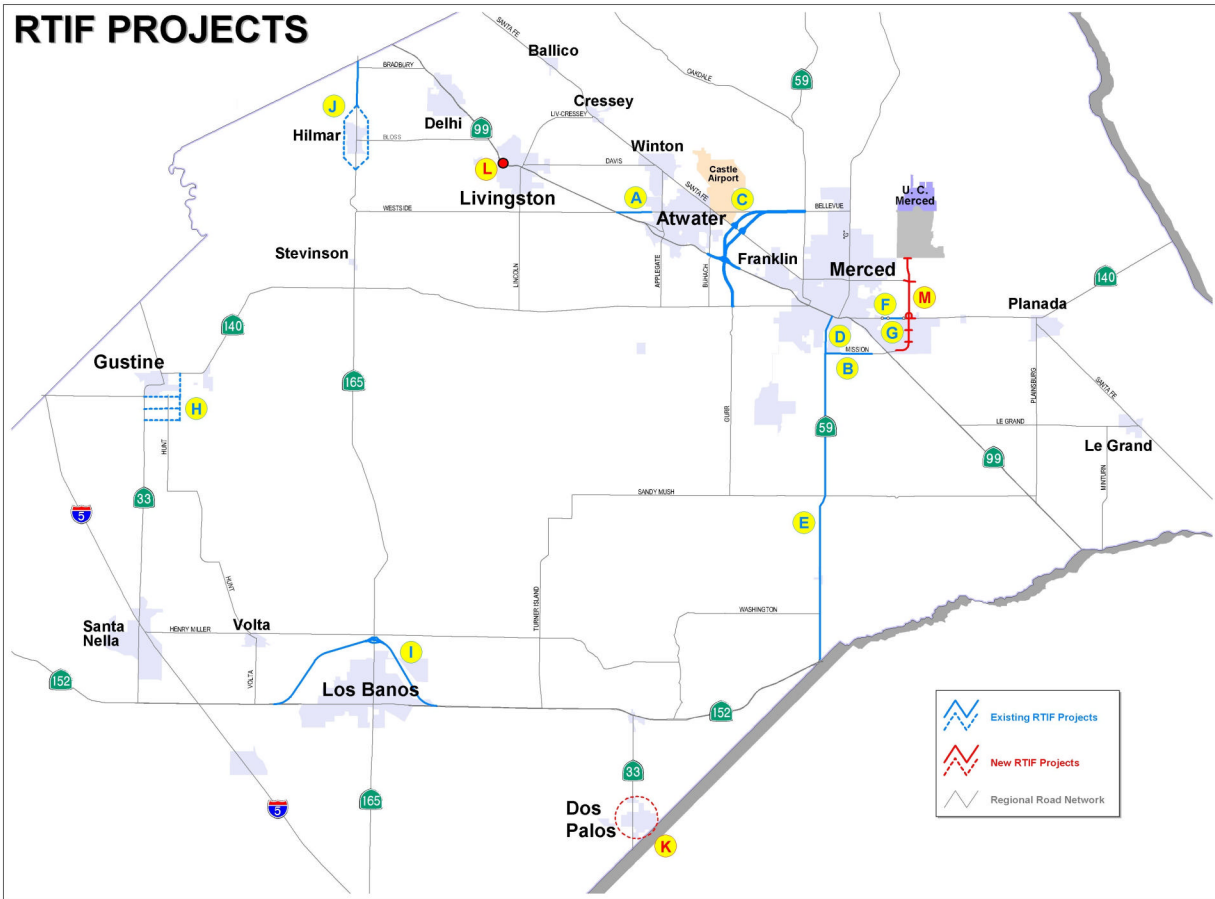 RTIF PROJECTS
SANTA FE
Ballico
BRADBURY
OAKDALE
59
J
Cressey
Delhi
99
LIV-CRESSEY
Hilmar
BLOSS
Winton
L
DAVIS
Castle
Airport
SANTA FE
U. C.
Merced
Livingston
A
C
WESTSIDE
Atwater
BELLEVUE
"G"
Stevinson
LINCOLN
APPLEGATE
BUHACH
Franklin
Merced
140
F
M
Planada
140
D
G
MISSION
B
Gustine
165
H
HUNT
GURR
PLAINSBURG
SANTA FE
59
LE GRAND
Le Grand
99
MINTURN
33
5
SANDY MUSH
E
HUNT
TURNER ISLAND
WASHINGTON
Santa
Nella
HENRY MILLER
Volta
I
VOLTA
152
Los Banos
152
Existing RTIF Projects
New RTIF Projects
Regional Road Network
33
5
165
Dos
Palos
K